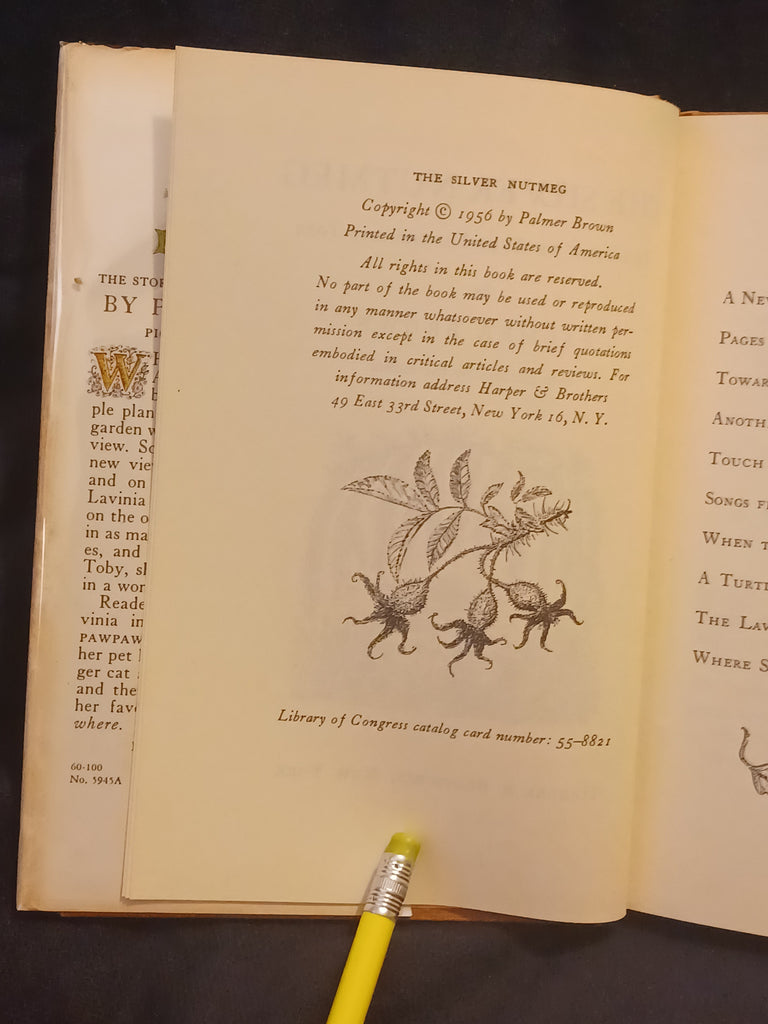 THE STOR
BY P
PIC
W
ple plan
garden w
view. So
new vie
and on
Lavinia
on the o
in as ma
es, and
Toby, sl
in a wor
Reade
vinia in
PAWPAW
her pet
ger cat
and the
her favo
where.
60-100
No. 5945A
THE SILVER NUTMEG
Copyright © 1956 by Palmer Brown
Printed in the United States of America
All rights in this book are reserved.
No part of the book may be used or reproduced
in any manner whatsoever without written per-
mission except in the case of brief quotations
embodied in critical articles and reviews. For
information address Harper & Brothers
49 East 33rd Street, New York 16, N. Y.
Library of Congress catalog card number: 55-8821
A NEW
PAGES
TOWAR
ANOTH
TOUCH
SONGS F
WHEN T
A TURTL
THE LAW
WHERE S